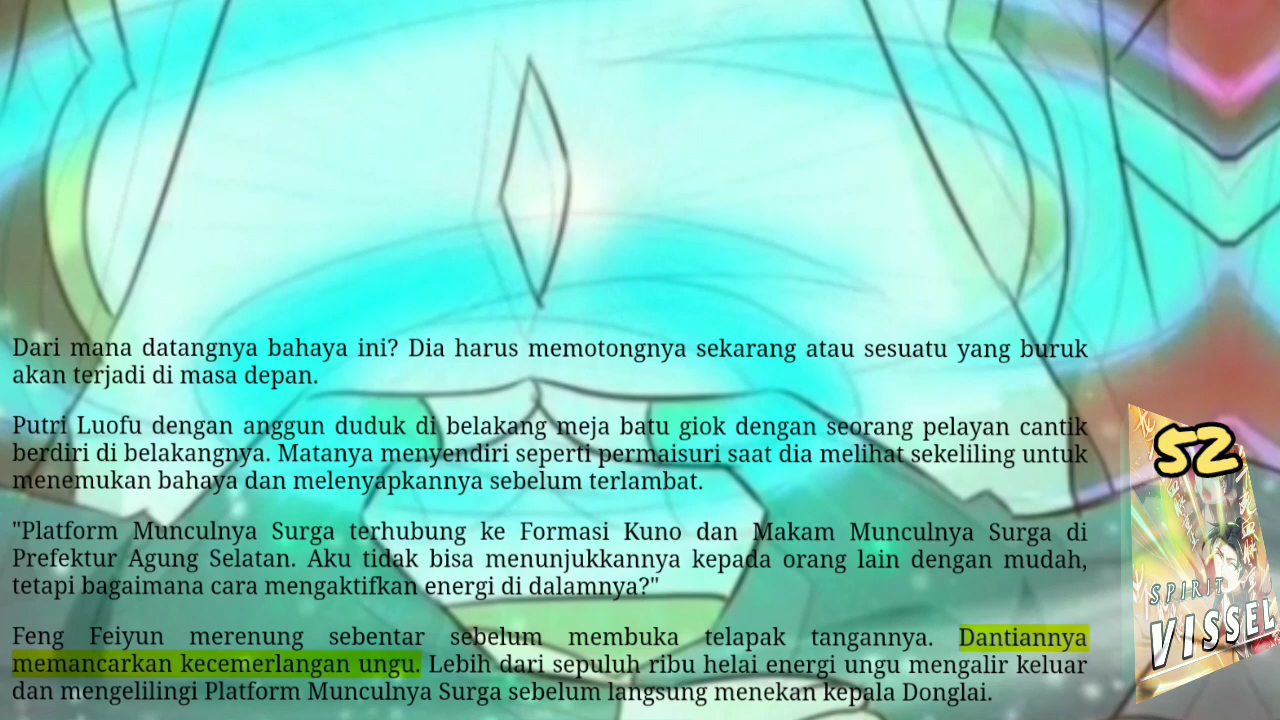 Dari mana datangnya bahaya ini? Dia harus memotongnya sekarang atau sesuatu yang buruk
akan terjadi di masa depan.
Putri Luofu dengan anggun duduk di belakang meja batu giok dengan seorang pelayan cantik
berdiri di belakangnya. Matanya menyendiri seperti permaisuri saat dia melihat sekeliling untuk
menemukan bahaya dan melenyapkannya sebelum terlambat.
"Platform Munculnya Surga terhubung ke Formasi Kuno dan Makam Munculnya Surga di
Prefektur Agung Selatan. Aku tidak bisa menunjukkannya kepada orang lain dengan mudah,
tetapi bagaimana cara mengaktifkan energi di dalamnya?"
Feng Feiyun merenung sebentar sebelum membuka telapak tangannya. Dantiannya
memancarkan kecemerlangan ungu. Lebih dari sepuluh ribu helai energi ungu mengalir keluar
dan mengelilingi Platform Munculnya Surga sebelum langsung menekan kepala Donglai.
S2
SPIRIT
VISSEL